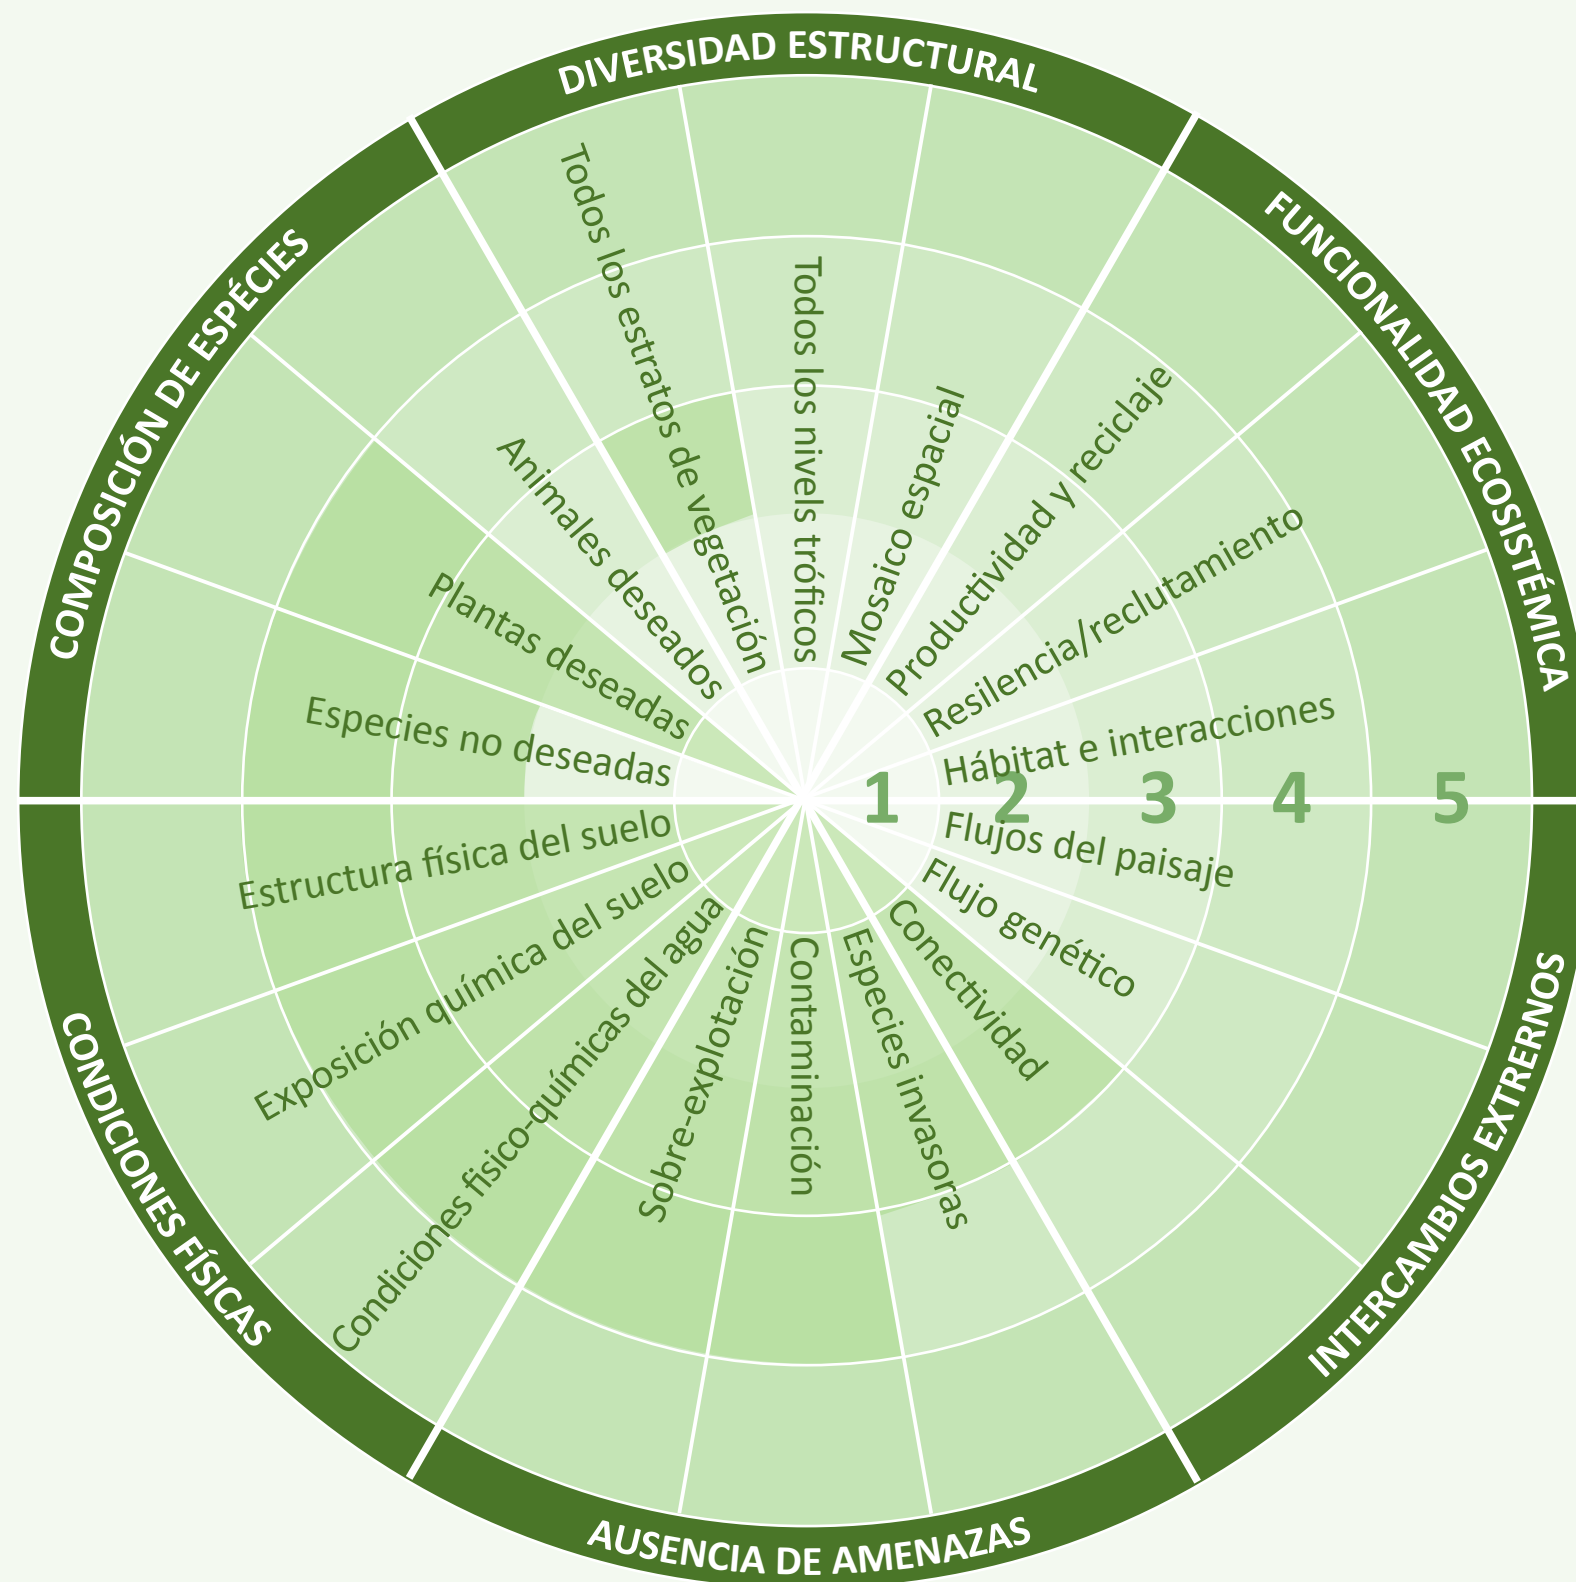 DIVERSIDAD ESTRUCTURAL
FUNCIONALIDAD ECOSISTÉMICA
INTERCAMBIOS EXTRERNOS
AUSENCIA DE AMENAZAS
CONDICIONES FÍSICAS
COMPOSICIÓN DE ESPÉCIES
Todos los estratos de vegetación
Todos los nivels tróficos
Mosaico espacial
Productividad y reciclaje
Resilencia/reclutamiento
Hábitat e interacciones
1 2 3 4 5
Flujos del paisaje
Flujo genético
Conectividad
Especies invasoras
Contaminación
Sobre-explotación
Condiciones fisico-químicas del agua
Exposición química del suelo
Estructura física del suelo
Especies no deseadas
Plantas deseadas
Animales deseados